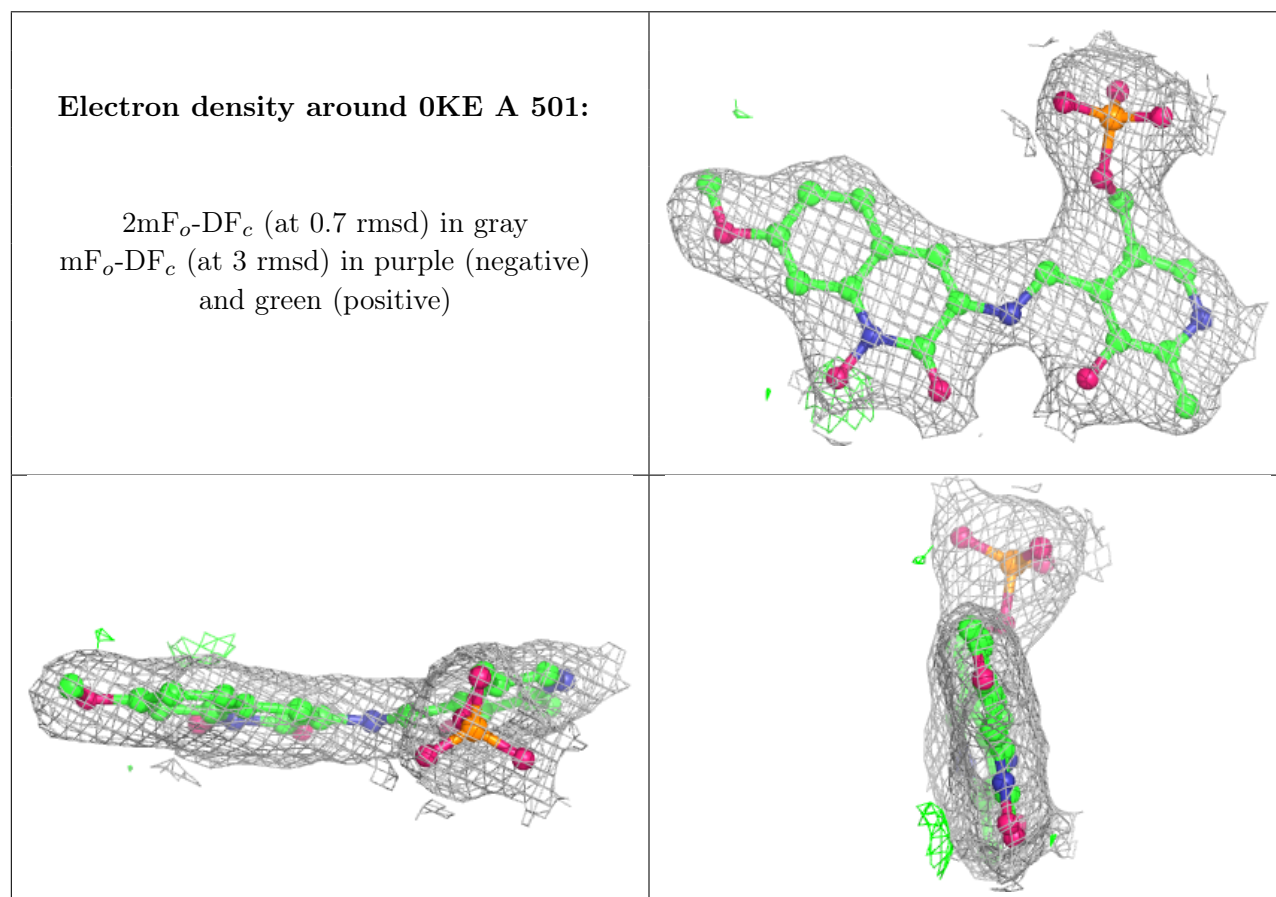 Electron density around 0KE A 501:
2mFo-DFc (at 0.7 rmsd) in gray
mFo-DFc (at 3 rmsd) in purple (negative)
and green (positive)